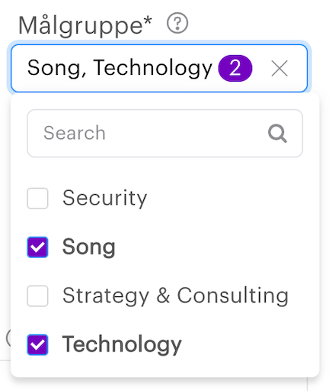 Målgruppe* ?
Song, Technology 2
Search
Security
Song
Strategy & Consulting
Technology